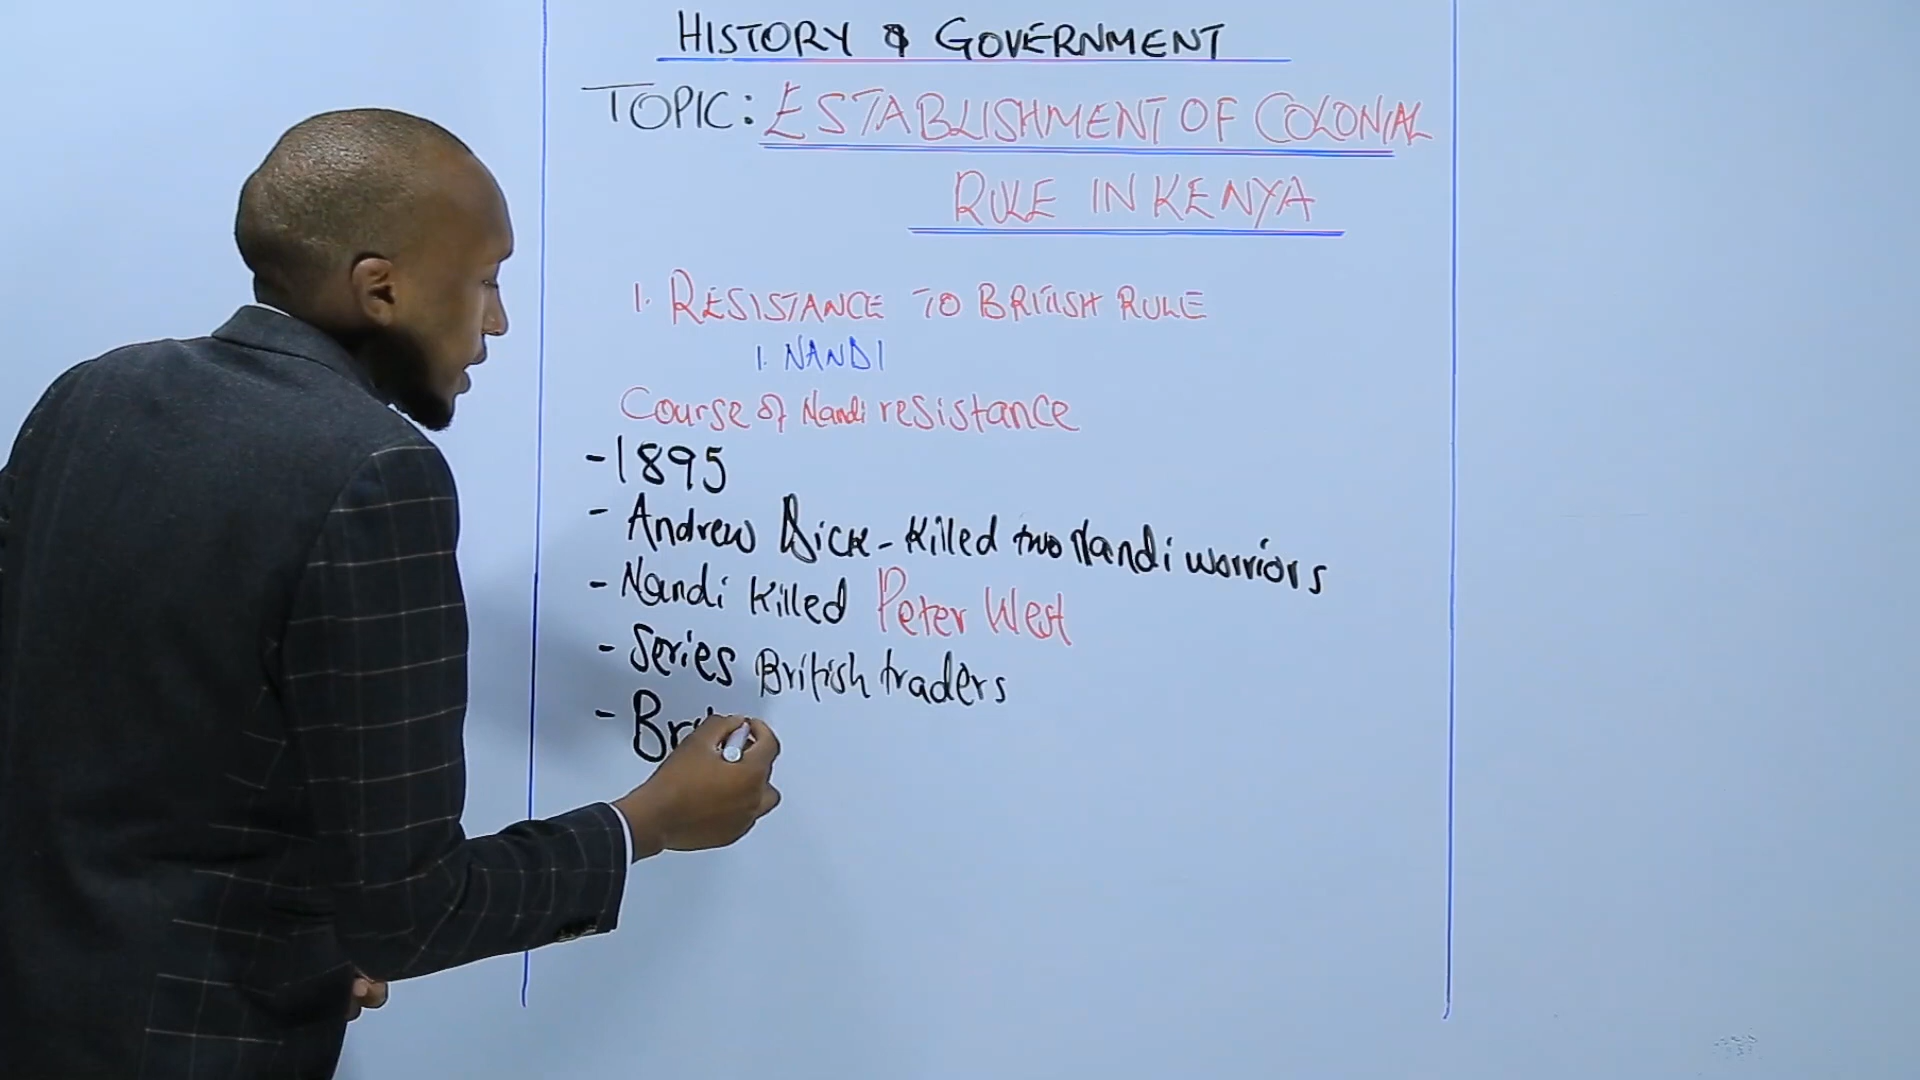 HISTORY & GOVERNMENT
TOPIC: ESTABLISHMENT OF COLONIAL
RULE IN KENYA
1. RESISTANCE TO BRITISH RULE
1. NANDI
Course of Nandi resistance
- 1895
- Andrew Dick - Killed two Nandi warriors
- Nandi Killed Peter West
- Series British traders
- Bri